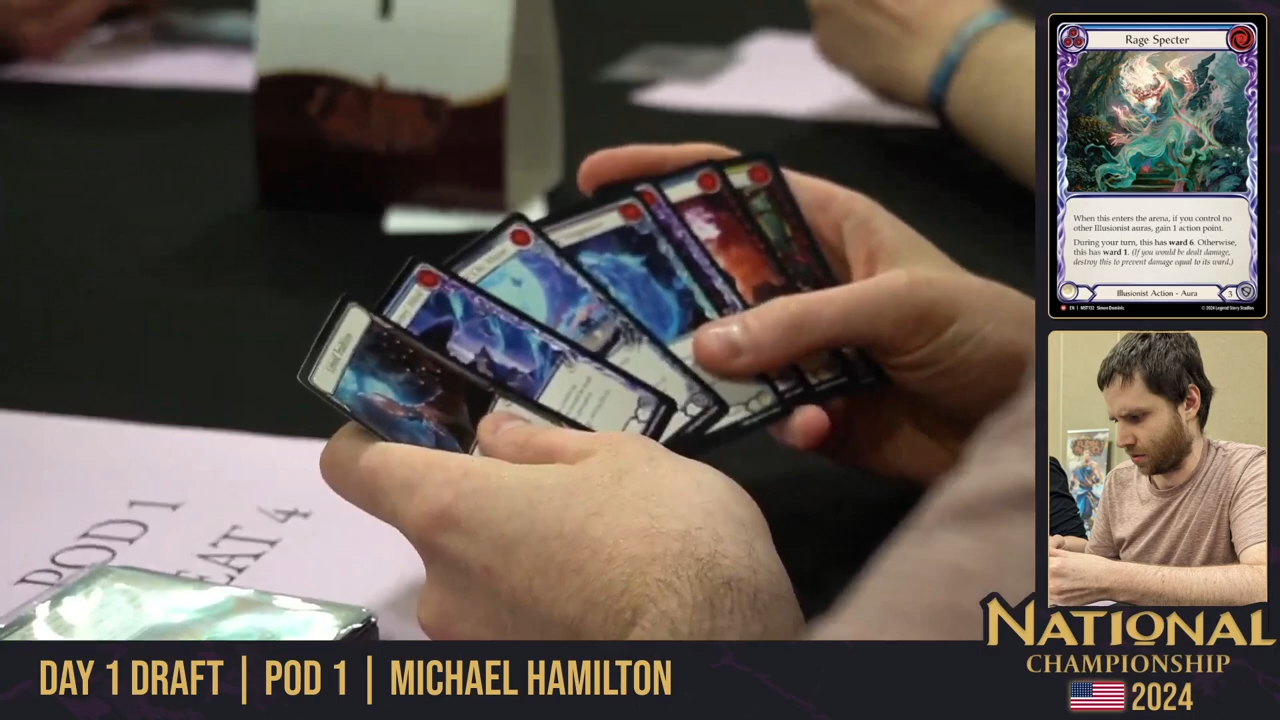 Rage Specter
When this enters the arena, if you control no
other Illusionist auras, gain 1 action point.
During your turn, this has ward 6. Otherwise,
this has ward 1. (If you would be dealt damage,
destroy this to prevent damage equal to its ward.)
Illusionist Action - Aura
3
POD 1
EAT 4
NATIONAL
CHAMPIONSHIP
2024
DAY 1 DRAFT | POD 1 | MICHAEL HAMILTON